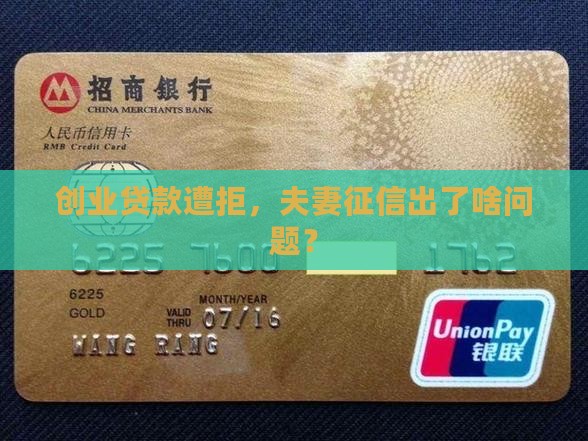 招商銀行
CHINA MERCHANTS BANK
人民币信用卡
RMB Credit Card
创业贷款遭拒，夫妻征信出了啥问
题？
6225 7600 1762
6225
MONTH/YEAR
GOLD
VALID
THRU
07/16
WANG RANG
UnionPay
银联